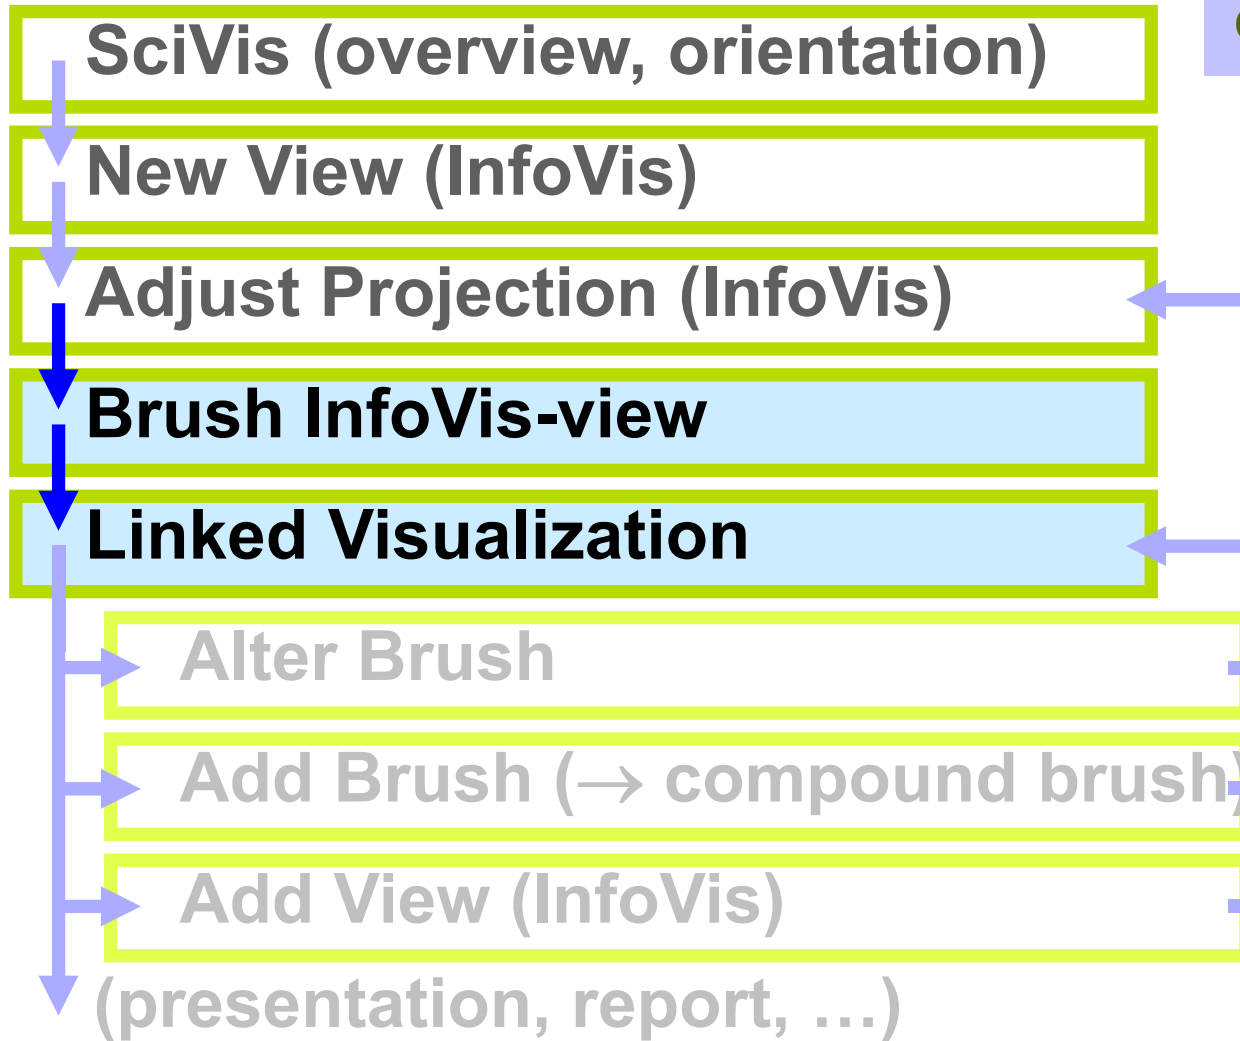 SciVis (overview, orientation)
New View (InfoVis)
Adjust Projection (InfoVis)
Brush InfoVis-view
Linked Visualization
Alter Brush
Add Brush (→ compound brush)
Add View (InfoVis)
(presentation, report, …)